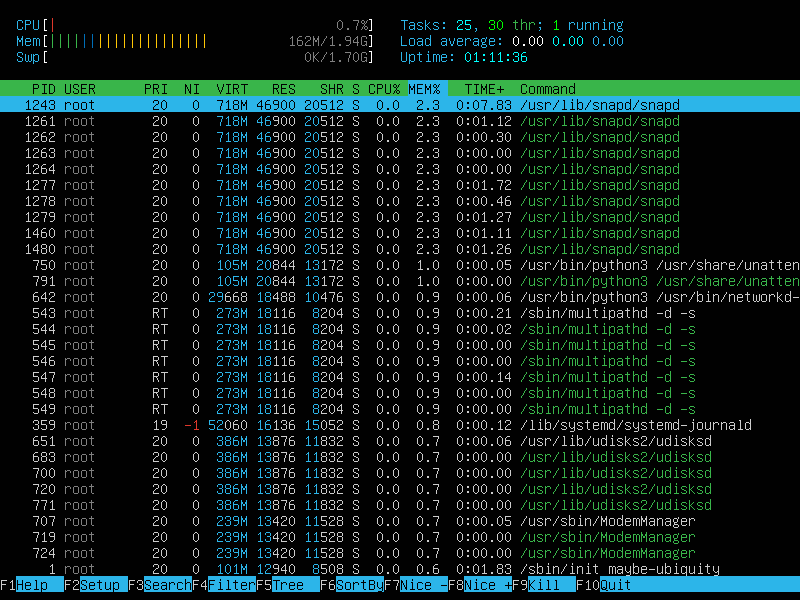 CPU[| 0.7%] Tasks: 25, 30 thr; 1 running
Mem[|||||||||||||||||||| 162M/1.94G] Load average: 0.00 0.00 0.00
Swp[ 0K/1.70G] Uptime: 01:11:36
PID USER PRI NI VIRT RES SHR S CPU% MEM% TIME+ Command
1243 root 20 0 718M 46900 20512 S 0.0 2.3 0:07.83 /usr/lib/snapd/snapd
1261 root 20 0 718M 46900 20512 S 0.0 2.3 0:01.12 /usr/lib/snapd/snapd
1262 root 20 0 718M 46900 20512 S 0.0 2.3 0:00.30 /usr/lib/snapd/snapd
1263 root 20 0 718M 46900 20512 S 0.0 2.3 0:00.00 /usr/lib/snapd/snapd
1264 root 20 0 718M 46900 20512 S 0.0 2.3 0:00.00 /usr/lib/snapd/snapd
1277 root 20 0 718M 46900 20512 S 0.0 2.3 0:01.72 /usr/lib/snapd/snapd
1278 root 20 0 718M 46900 20512 S 0.0 2.3 0:00.46 /usr/lib/snapd/snapd
1279 root 20 0 718M 46900 20512 S 0.0 2.3 0:01.27 /usr/lib/snapd/snapd
1460 root 20 0 718M 46900 20512 S 0.0 2.3 0:01.11 /usr/lib/snapd/snapd
1480 root 20 0 718M 46900 20512 S 0.0 2.3 0:01.26 /usr/lib/snapd/snapd
750 root 20 0 105M 20844 13172 S 0.0 1.0 0:00.05 /usr/bin/python3 /usr/share/unatten
791 root 20 0 105M 20844 13172 S 0.0 1.0 0:00.00 /usr/bin/python3 /usr/share/unatten
642 root 20 0 29668 18488 10476 S 0.0 0.9 0:00.06 /usr/bin/python3 /usr/bin/networkd-
543 root RT 0 273M 18116 8204 S 0.0 0.9 0:00.21 /sbin/multipathd -d -s
544 root RT 0 273M 18116 8204 S 0.0 0.9 0:00.02 /sbin/multipathd -d -s
545 root RT 0 273M 18116 8204 S 0.0 0.9 0:00.00 /sbin/multipathd -d -s
546 root RT 0 273M 18116 8204 S 0.0 0.9 0:00.00 /sbin/multipathd -d -s
547 root RT 0 273M 18116 8204 S 0.0 0.9 0:00.14 /sbin/multipathd -d -s
548 root RT 0 273M 18116 8204 S 0.0 0.9 0:00.00 /sbin/multipathd -d -s
549 root RT 0 273M 18116 8204 S 0.0 0.9 0:00.00 /sbin/multipathd -d -s
359 root 19 -1 52060 16136 15052 S 0.0 0.8 0:00.12 /lib/systemd/systemd-journald
651 root 20 0 386M 13876 11832 S 0.0 0.7 0:00.06 /usr/lib/udisks2/udisksd
683 root 20 0 386M 13876 11832 S 0.0 0.7 0:00.00 /usr/lib/udisks2/udisksd
700 root 20 0 386M 13876 11832 S 0.0 0.7 0:00.00 /usr/lib/udisks2/udisksd
720 root 20 0 386M 13876 11832 S 0.0 0.7 0:00.00 /usr/lib/udisks2/udisksd
771 root 20 0 386M 13876 11832 S 0.0 0.7 0:00.00 /usr/lib/udisks2/udisksd
707 root 20 0 239M 13420 11528 S 0.0 0.7 0:00.05 /usr/sbin/ModemManager
719 root 20 0 239M 13420 11528 S 0.0 0.7 0:00.00 /usr/sbin/ModemManager
724 root 20 0 239M 13420 11528 S 0.0 0.7 0:00.00 /usr/sbin/ModemManager
1 root 20 0 101M 12940 8508 S 0.0 0.6 0:01.83 /sbin/init maybe-ubiquity
F1Help F2Setup F3SearchF4FilterF5Tree F6SortByF7Nice -F8Nice +F9Kill F10Quit